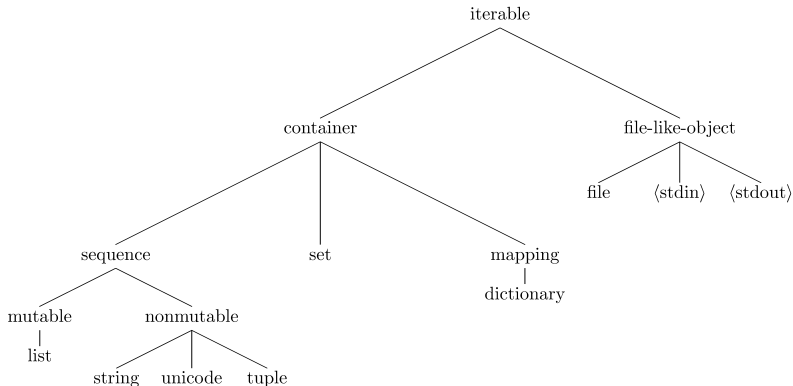 iterable
container file-like-object
file ⟨stdin⟩ ⟨stdout⟩
sequence set mapping
dictionary
mutable nonmutable
list
string unicode tuple